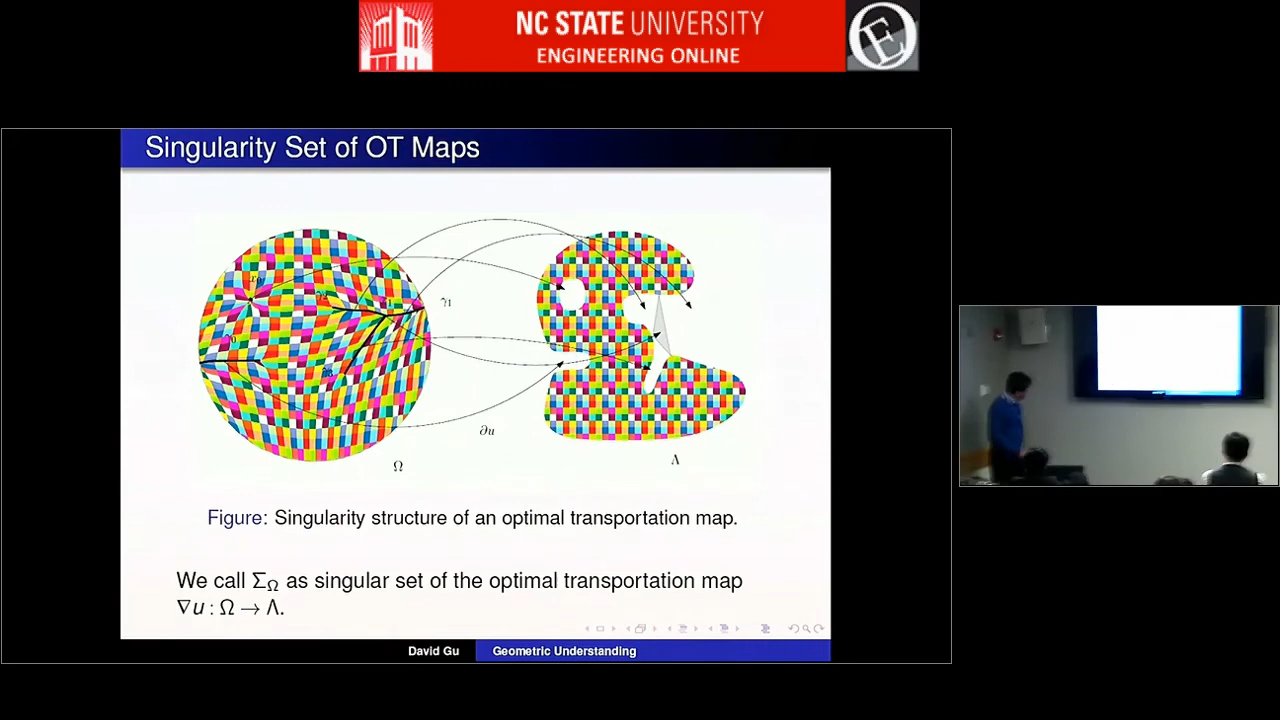 NC STATE UNIVERSITY
ENGINEERING ONLINE
Singularity Set of OT Maps
γ₁
∂u
Ω
Λ
Figure: Singularity structure of an optimal transportation map.
We call Σ_Ω as singular set of the optimal transportation map
∇u : Ω → Λ.
David Gu
Geometric Understanding